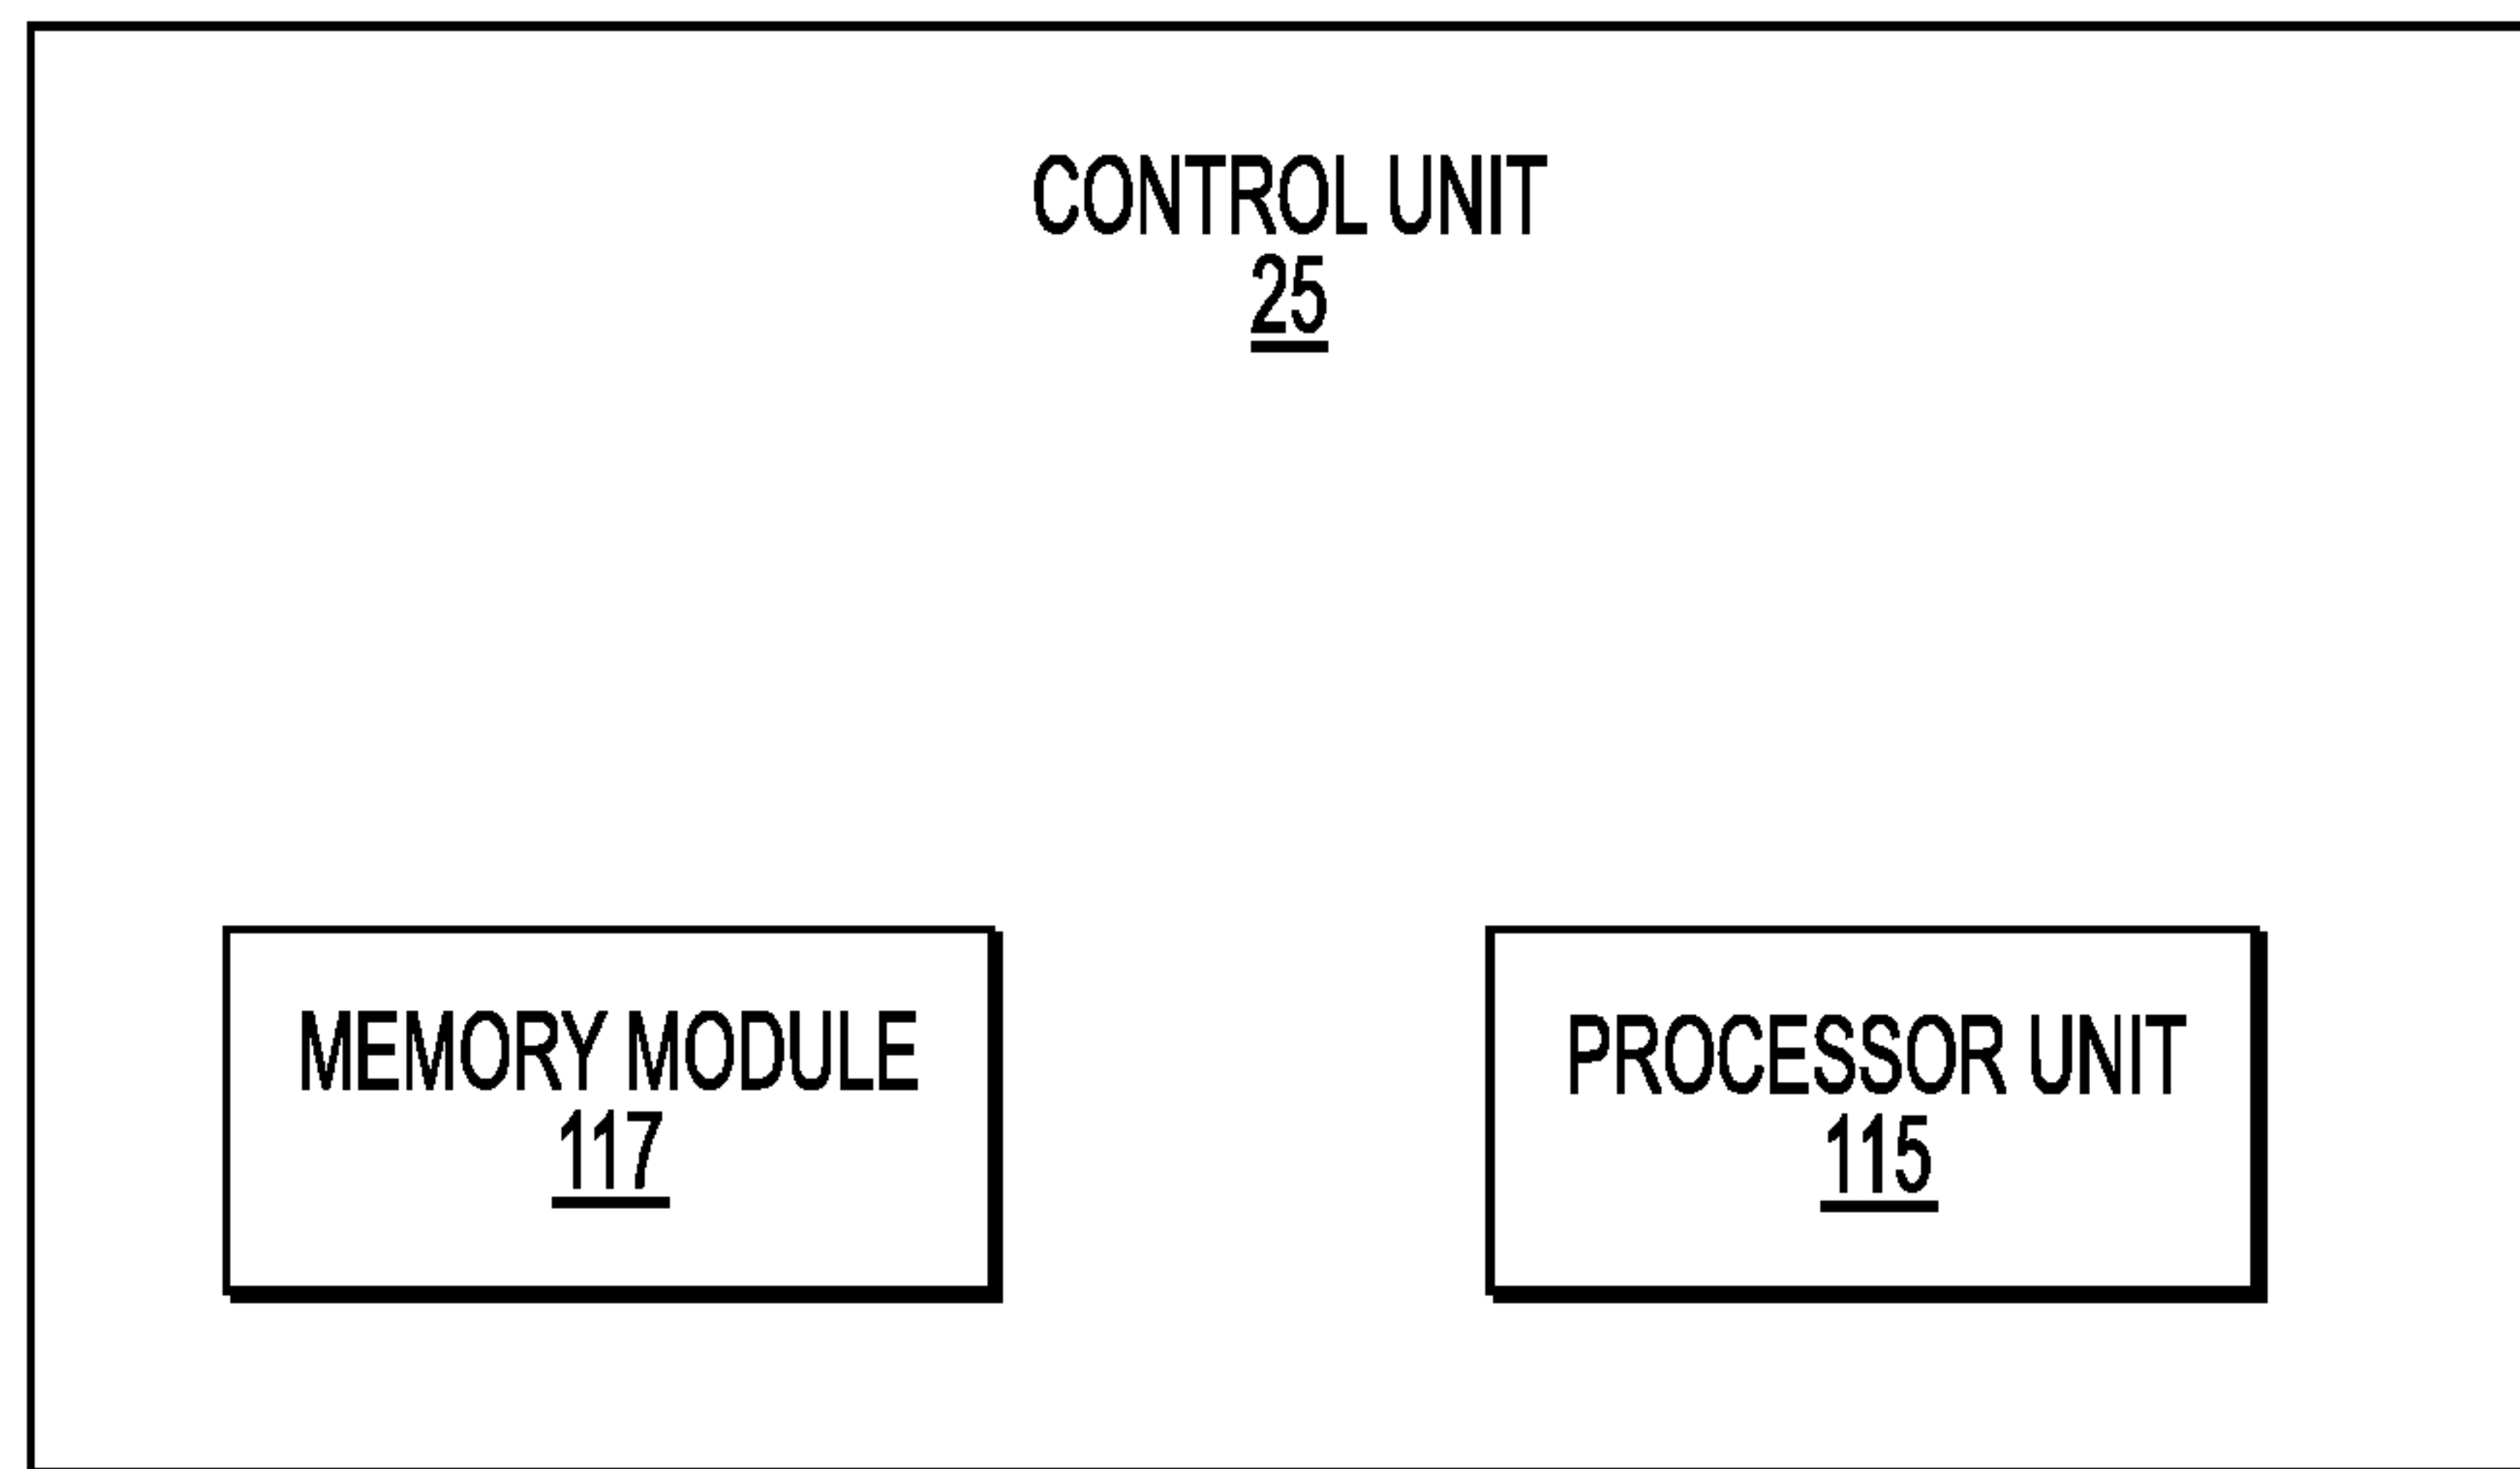 CONTROL UNIT
25
MEMORY MODULE
117
PROCESSOR UNIT
115